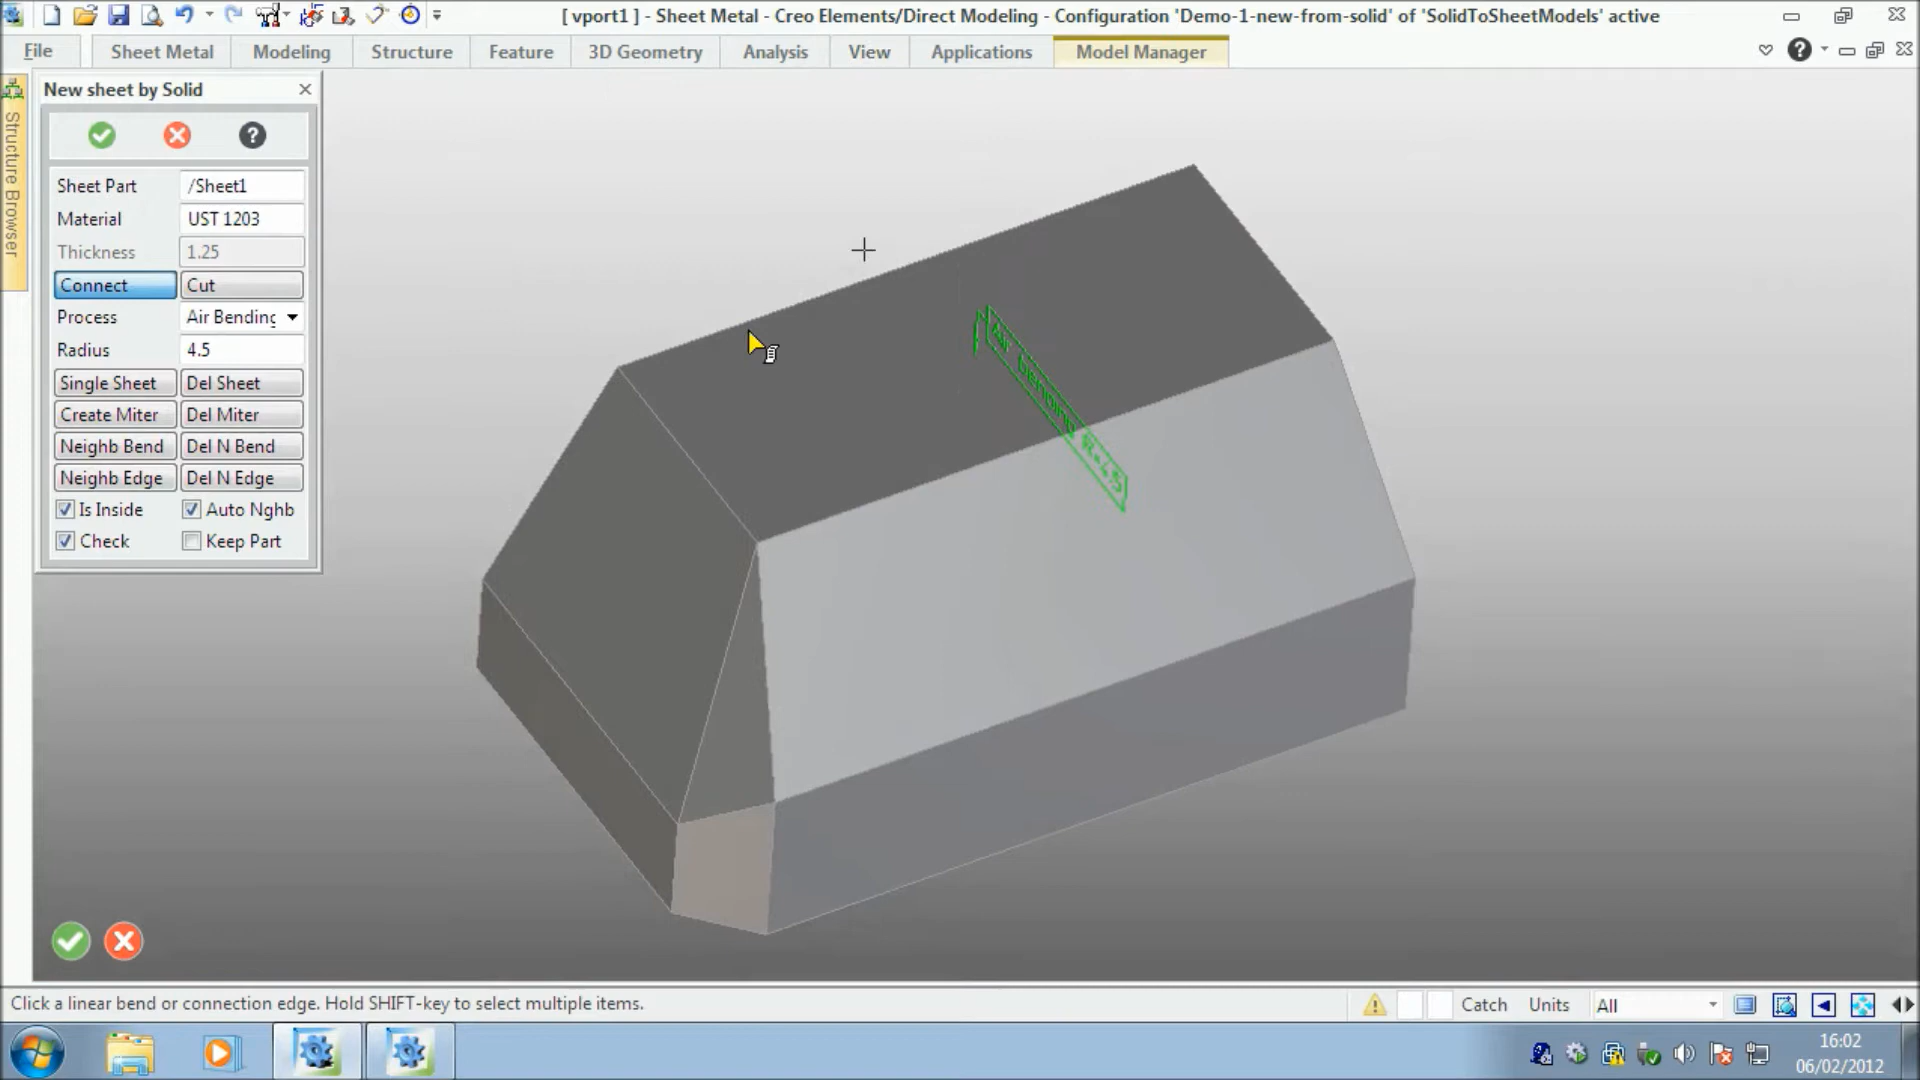 [ vport1 ] - Sheet Metal - Creo Elements/Direct Modeling - Configuration 'Demo-1-new-from-solid' of 'SolidToSheetModels' active
File Sheet Metal Modeling Structure Feature 3D Geometry Analysis View Applications Model Manager
Structure Browser
New sheet by Solid
Sheet Part /Sheet1
Material UST 1203
Thickness 1.25
Connect Cut
Process Air Bending
Radius 4.5
Single Sheet Del Sheet
Create Miter Del Miter
Neighb Bend Del N Bend
Neighb Edge Del N Edge
Is Inside Auto Nghb
Check Keep Part
Air bending R=4.5
Click a linear bend or connection edge. Hold SHIFT-key to select multiple items.
Catch Units All
16:02
06/02/2012